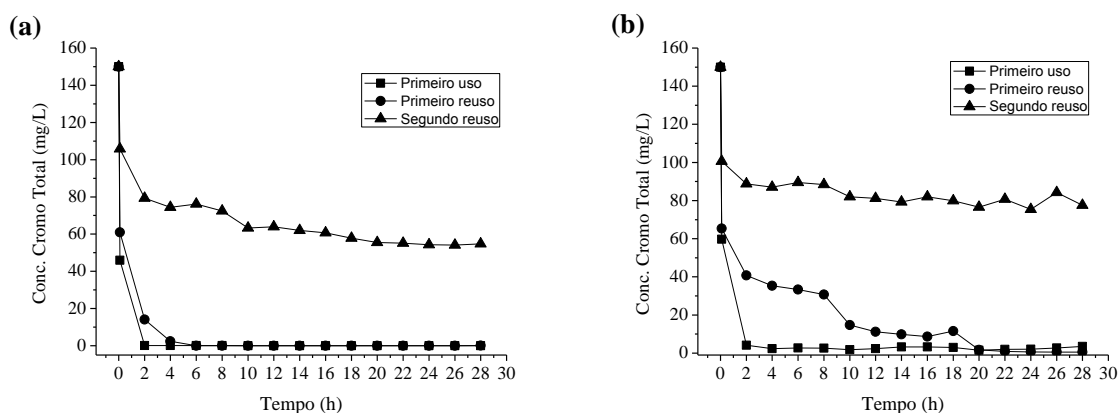 (a)
160
140
120
100
80
60
40
20
0
Conc. Cromo Total (mg/L)
Primeiro uso
Primeiro reuso
Segundo reuso
0 2 4 6 8 10 12 14 16 18 20 22 24 26 28 30
Tempo (h)
(b)
160
140
120
100
80
60
40
20
0
Conc. Cromo Total (mg/L)
Primeiro uso
Primeiro reuso
Segundo reuso
0 2 4 6 8 10 12 14 16 18 20 22 24 26 28 30
Tempo (h)